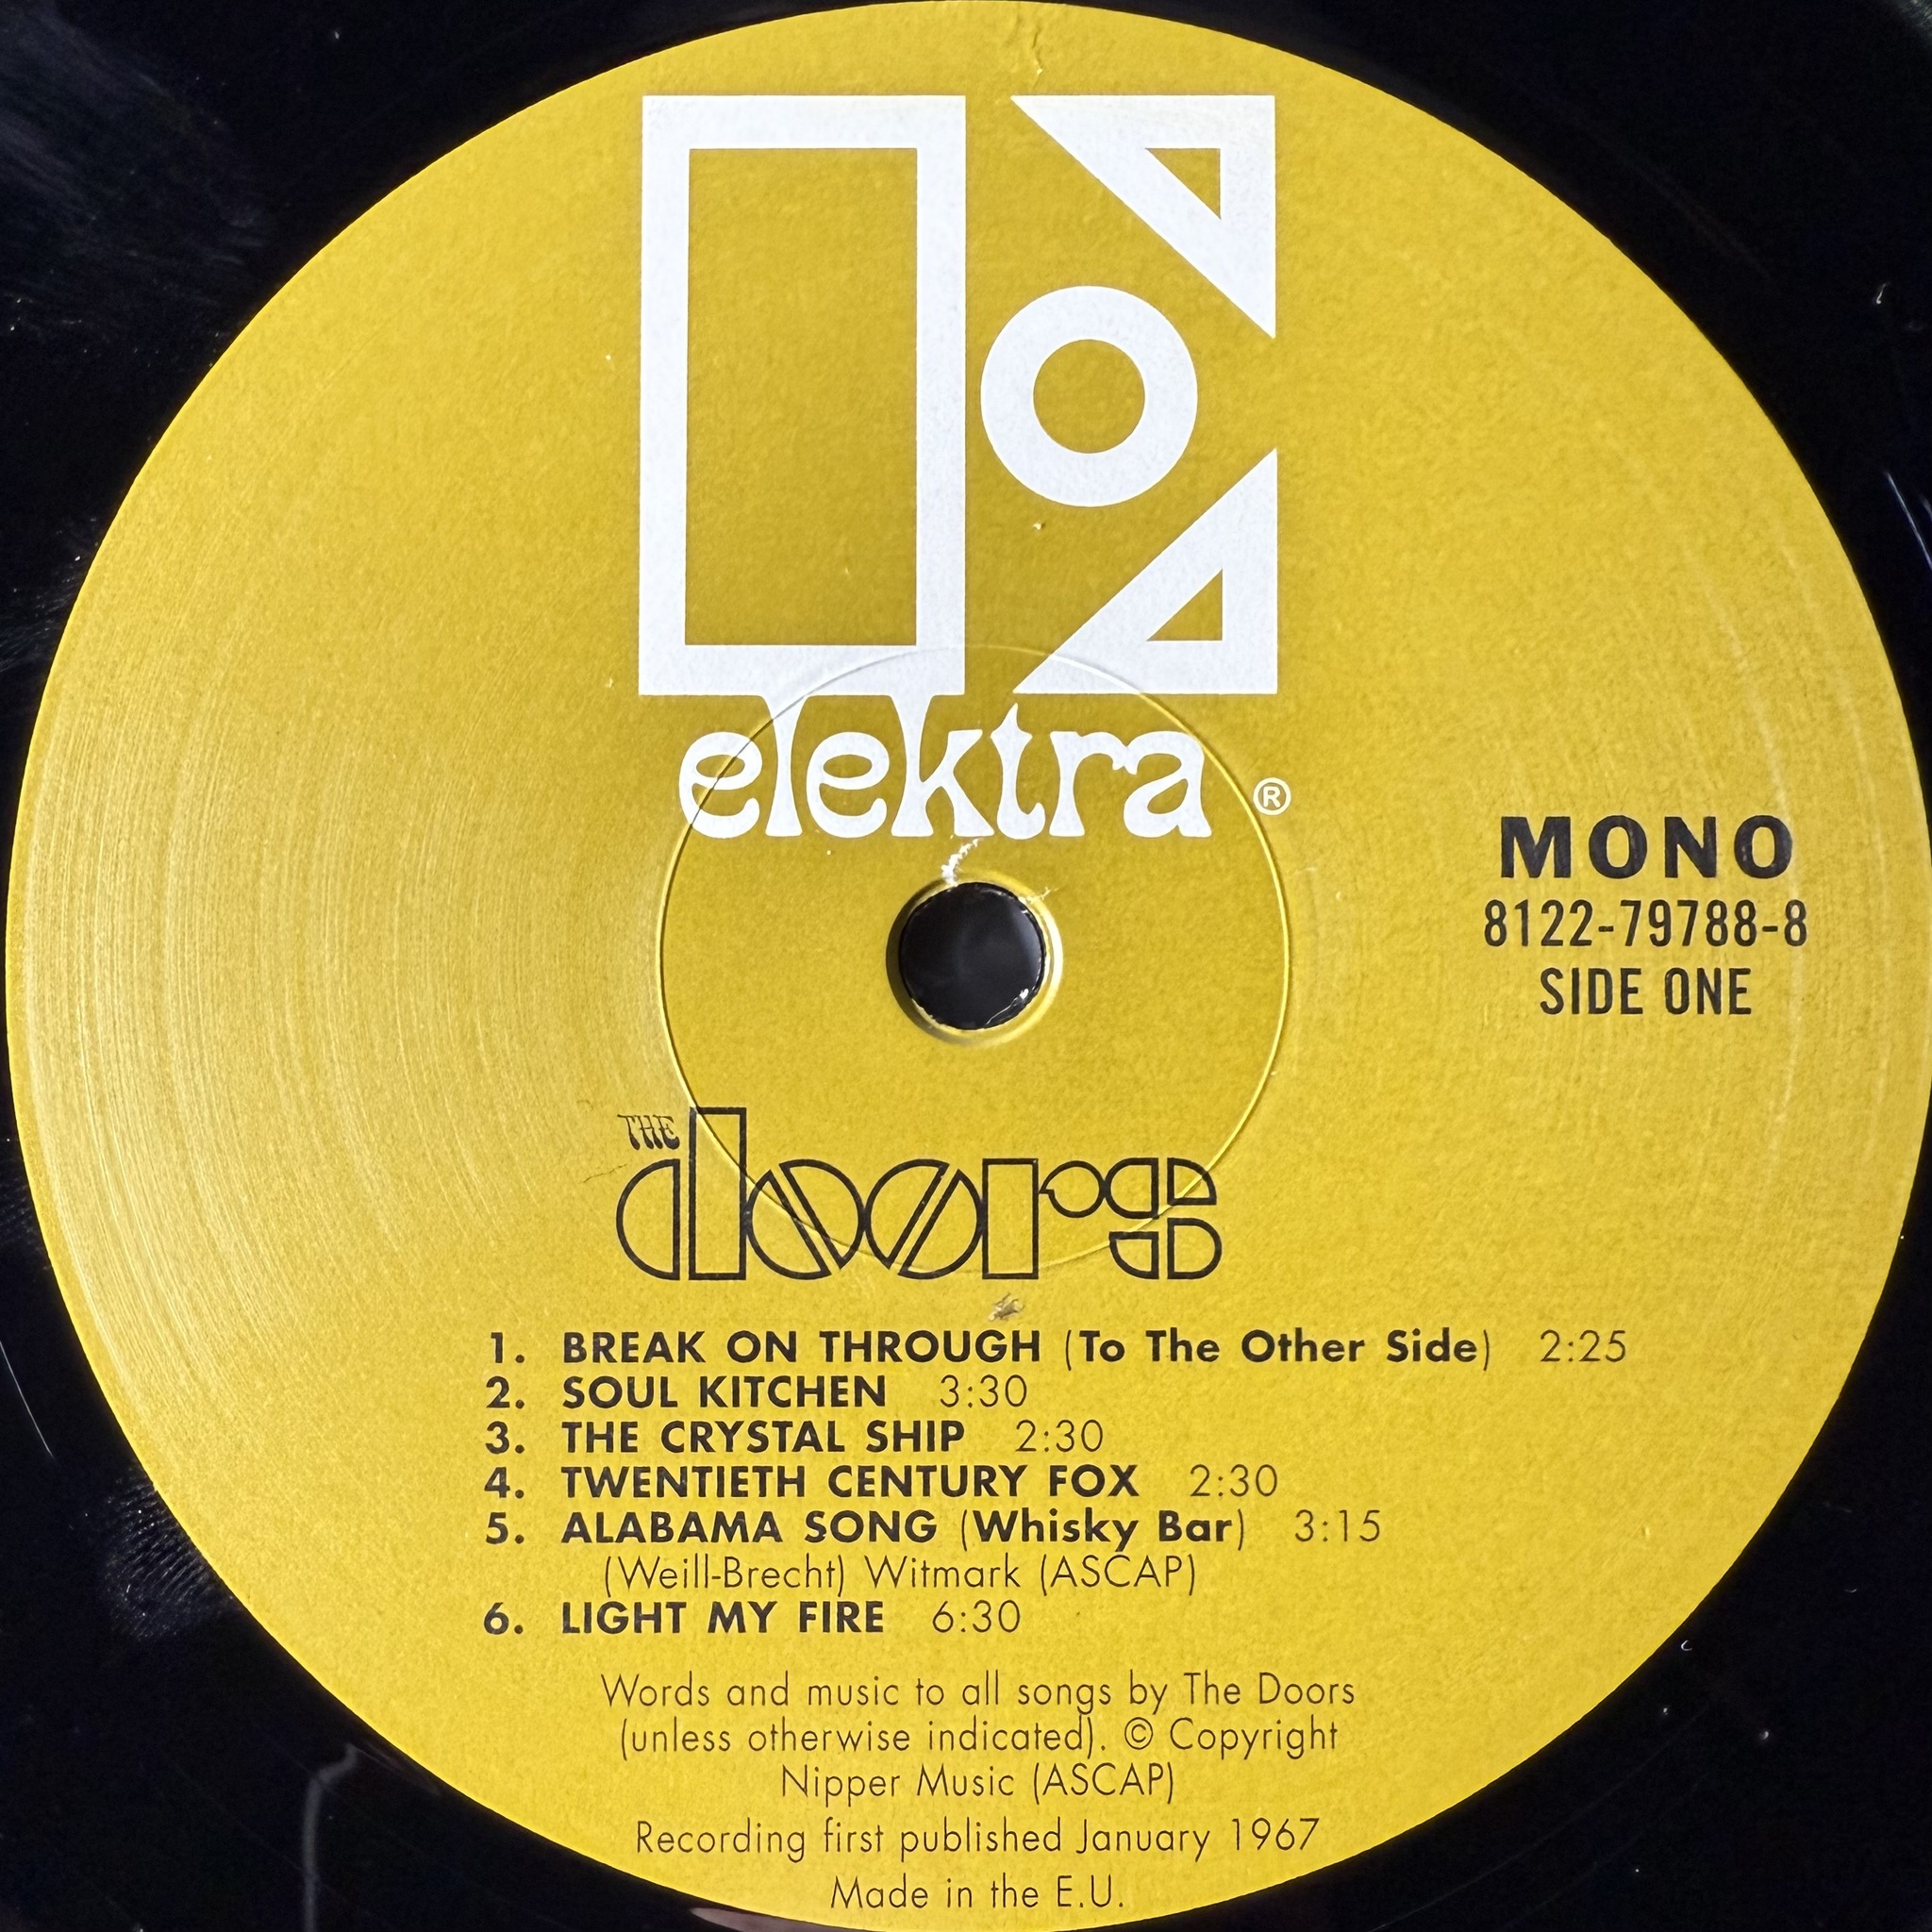 elektra ®
MONO
8122-79788-8
SIDE ONE
THE
doors
1. BREAK ON THROUGH (To The Other Side) 2:25
2. SOUL KITCHEN 3:30
3. THE CRYSTAL SHIP 2:30
4. TWENTIETH CENTURY FOX 2:30
5. ALABAMA SONG (Whisky Bar) 3:15
(Weill-Brecht) Witmark (ASCAP)
6. LIGHT MY FIRE 6:30
Words and music to all songs by The Doors
(unless otherwise indicated). © Copyright
Nipper Music (ASCAP)
Recording first published January 1967
Made in the E.U.